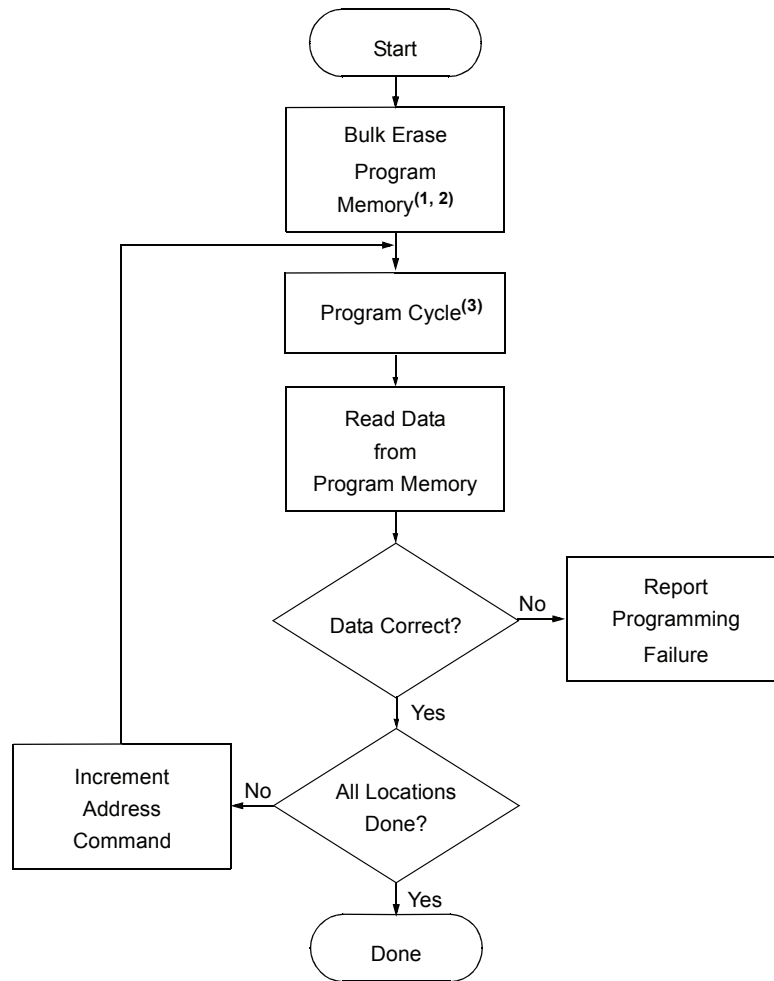 Start
Bulk Erase
Program
Memory(1, 2)
Program Cycle(3)
Read Data
from
Program Memory
Data Correct?
No
Report
Programming
Failure
Yes
All Locations
Done?
No
Increment
Address
Command
Yes
Done